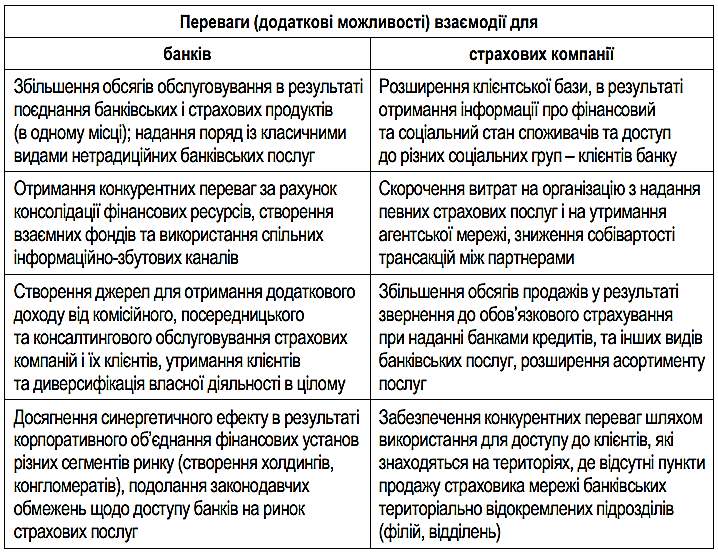 Переваги (додаткові можливості) взаємодії для
банків
страхових компанії
Збільшення обсягів обслуговування в результаті
поєднання банківських і страхових продуктів
(в одному місці); надання поряд із класичними
видами нетрадиційних банківських послуг
Розширення клієнтської бази, в результаті
отримання інформації про фінансовий
та соціальний стан споживачів та доступ
до різних соціальних груп – клієнтів банку
Отримання конкурентних переваг за рахунок
консолідації фінансових ресурсів, створення
взаємних фондів та використання спільних
інформаційно-збутових каналів
Скорочення витрат на організацію з надання
певних страхових послуг і на утримання
агентської мережі, зниження собівартості
трансакцій між партнерами
Створення джерел для отримання додаткового
доходу від комісійного, посередницького
та консалтингового обслуговування страхових
компаній і їх клієнтів, утримання клієнтів
та диверсифікація власної діяльності в цілому
Збільшення обсягів продажів у результаті
звернення до обов’язкового страхування
при наданні банками кредитів, та інших видів
банківських послуг, розширення асортименту
послуг
Досягнення синергетичного ефекту в результаті
корпоративного об’єднання фінансових установ
різних сегментів ринку (створення холдингів,
конгломератів), подолання законодавчих
обмежень щодо доступу банків на ринок
страхових послуг
Забезпечення конкурентних переваг шляхом
використання для доступу до клієнтів, які
знаходяться на територіях, де відсутні пункти
продажу страховика мережі банківських
територіально відокремлених підрозділів
(філій, відділень)